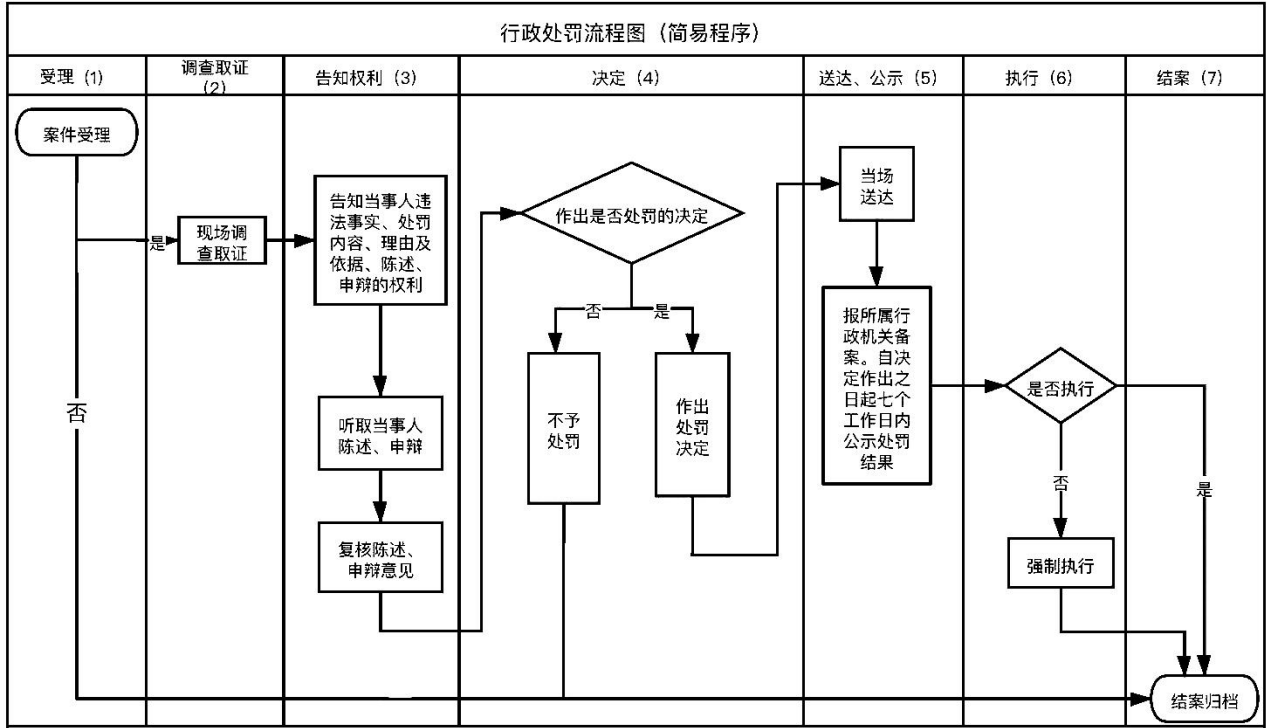 行政处罚流程图（简易程序）
受理（1）
调查取证
（2）
告知权利（3）
决定（4）
送达、公示（5）
执行（6）
结案（7）
案件受理
是
否
现场调
查取证
告知当事人违
法事实、处罚
内容、理由及
依据、陈述、
申辩的权利
听取当事人
陈述、申辩
复核陈述、
申辩意见
作出是否处罚的决定
否
是
不予
处罚
作出
处罚
决定
当场
送达
报所属行
政机关备
案。自决
定作出之
日起七个
工作日内
公示处罚
结果
是否执行
否
是
强制执行
结案归档